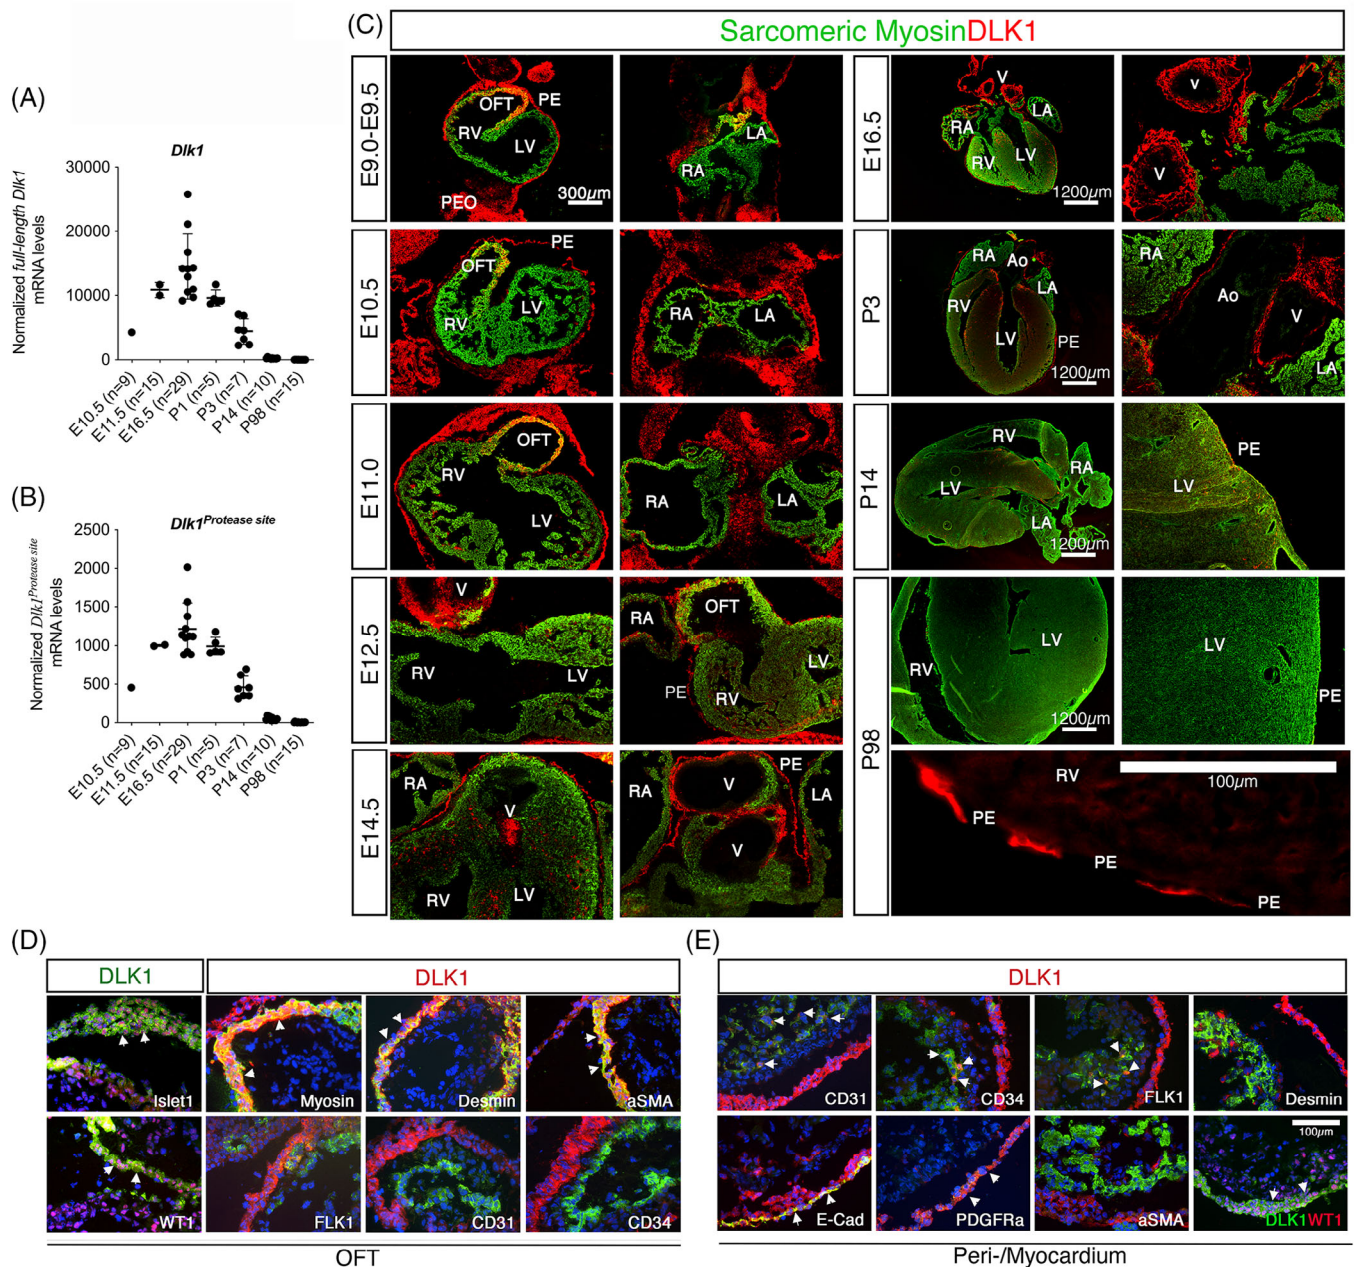 (A)
Dlk1
Normalized full-length Dlk1
mRNA levels
30000
20000
10000
0
E10.5 (n=9)
E11.5 (n=15)
E16.5 (n=29)
P1 (n=5)
P3 (n=7)
P14 (n=10)
P98 (n=15)
(B)
Dlk1Protease site
Normalized Dlk1Protease site
mRNA levels
2500
2000
1500
1000
500
0
E10.5 (n=9)
E11.5 (n=15)
E16.5 (n=29)
P1 (n=5)
P3 (n=7)
P14 (n=10)
P98 (n=15)
(C)
Sarcomeric MyosinDLK1
E9.0-E9.5
OFT
PE
RV
LV
PEO
300µm
LA
RA
E10.5
PE
OFT
LV
RV
RA
LA
E11.0
OFT
RV
LV
RA
LA
E12.5
V
RV
LV
RA
OFT
LV
PE
RV
E14.5
RA
V
RV
LV
RA
V
PE
LA
V
E16.5
V
RA
LA
RV
LV
1200µm
V
V
P3
RA
Ao
LA
RV
LV
PE
1200µm
RA
Ao
V
LA
P14
RV
LV
RA
LA
1200µm
PE
LV
P98
RV
LV
1200µm
LV
PE
RV
100µm
PE
PE
PE
(D)
DLK1
DLK1
Islet1
Myosin
Desmin
aSMA
WT1
FLK1
CD31
CD34
OFT
(E)
DLK1
CD31
CD34
FLK1
Desmin
100µm
E-Cad
PDGFRa
aSMA
DLK1WT1
Peri-/Myocardium